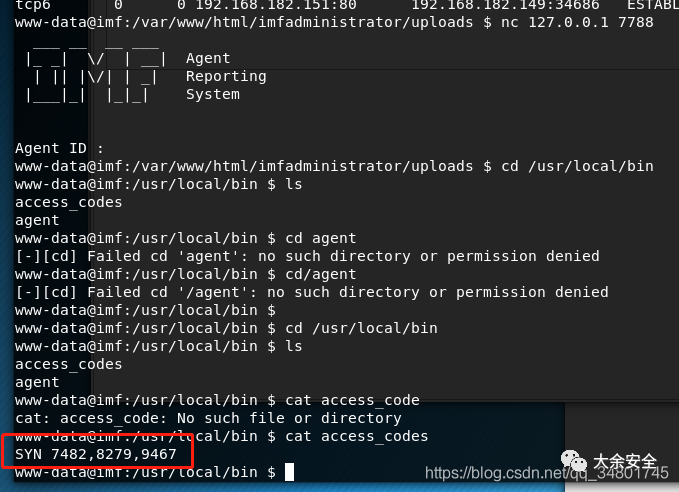 tcp6       0      0 192.168.182.151:80      192.168.182.149:34686   ESTABL
www-data@imf:/var/www/html/imfadministrator/uploads $ nc 127.0.0.1 7788
  ___ __  __ ___
 |_ _|  \/  | __|  Agent
  | || |\/| | _|   Reporting
 |___|_|  |_|_|    System


Agent ID :
www-data@imf:/var/www/html/imfadministrator/uploads $ cd /usr/local/bin
www-data@imf:/usr/local/bin $ ls
access_codes
agent
www-data@imf:/usr/local/bin $ cd agent
[-][cd] Failed cd 'agent': no such directory or permission denied
www-data@imf:/usr/local/bin $ cd/agent
[-][cd] Failed cd '/agent': no such directory or permission denied
www-data@imf:/usr/local/bin $
www-data@imf:/usr/local/bin $ cd /usr/local/bin
www-data@imf:/usr/local/bin $ ls
access_codes
agent
www-data@imf:/usr/local/bin $ cat access_code
cat: access_code: No such file or directory
www-data@imf:/usr/local/bin $ cat access_codes
SYN 7482,8279,9467
www-data@imf:/usr/local/bin $
大余安全
https://blog.csdn.net/qq_34801745